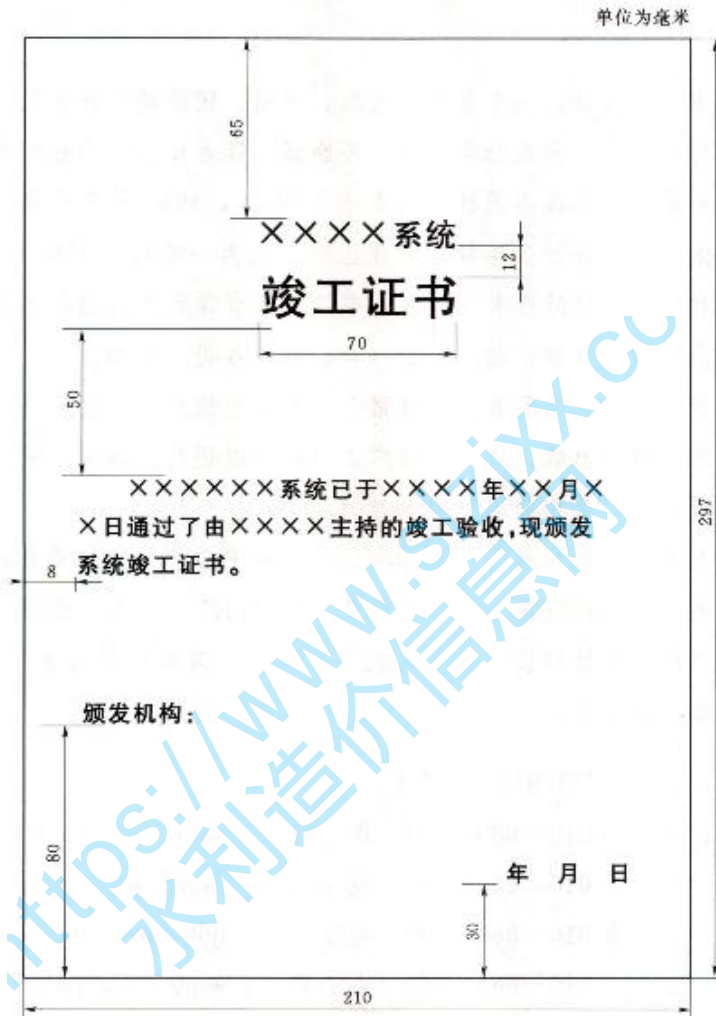 单位为毫米
65
××××系统
12
竣工证书
70
50
××××××系统已于××××年××月×
×日通过了由××××主持的竣工验收,现颁发
系统竣工证书。
8
297
颁发机构:
80
年 月 日
30
210
https://www.slzjxx.cc
水利造价信息网